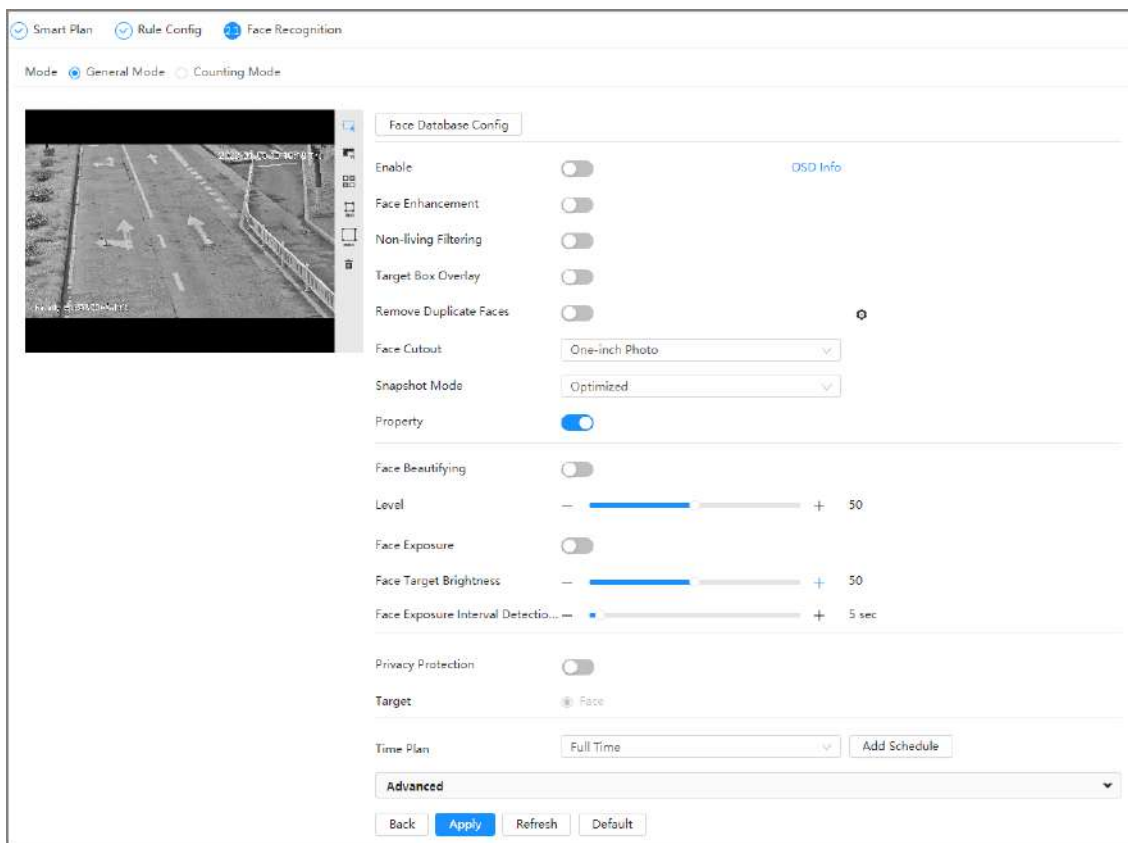 Smart Plan Rule Config 2.1 Face Recognition
Mode General Mode Counting Mode
Face Database Config
Enable OSD Info
Face Enhancement
Non-living Filtering
Target Box Overlay
Remove Duplicate Faces
Face Cutout One-inch Photo
Snapshot Mode Optimized
Property
Face Beautifying
Level 50
Face Exposure
Face Target Brightness 50
Face Exposure Interval Detectio... 5 sec
Privacy Protection
Target Face
Time Plan Full Time Add Schedule
Advanced
Back Apply Refresh Default